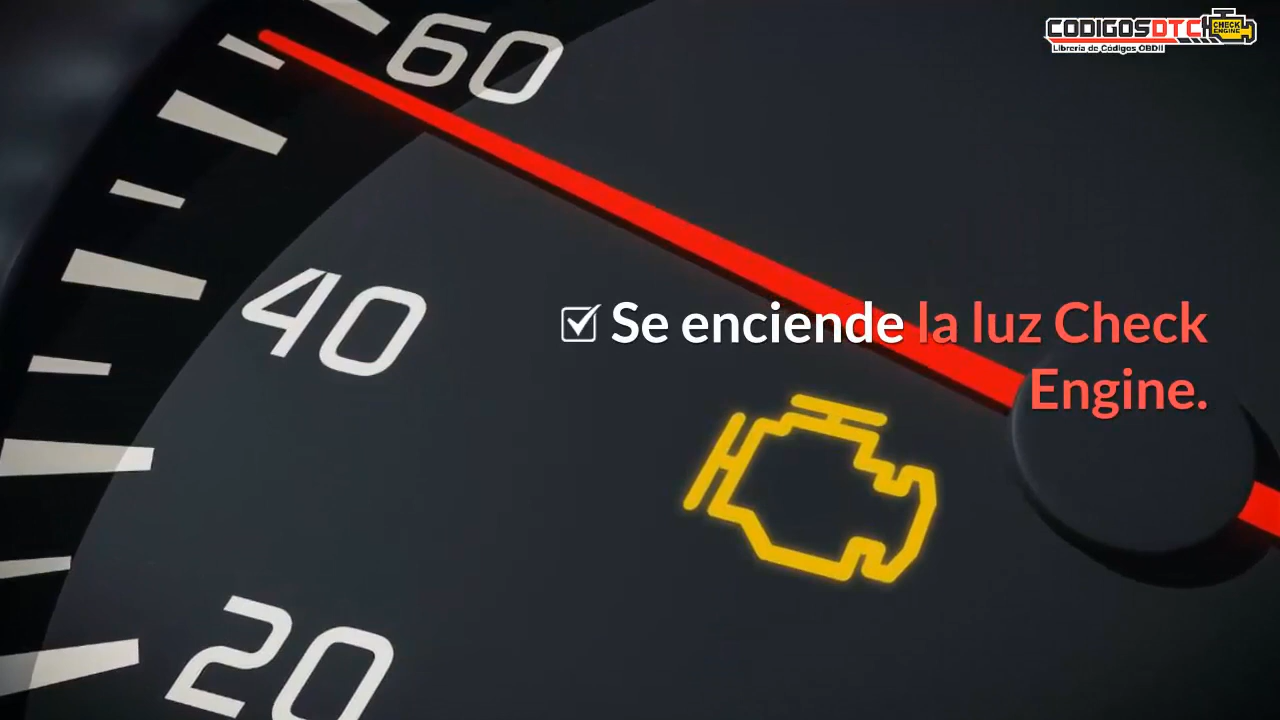 CODIGOSDTC
CHECK
ENGINE
Librería de Códigos OBDII
60
40
20
☑ Se enciende la luz Check
Engine.